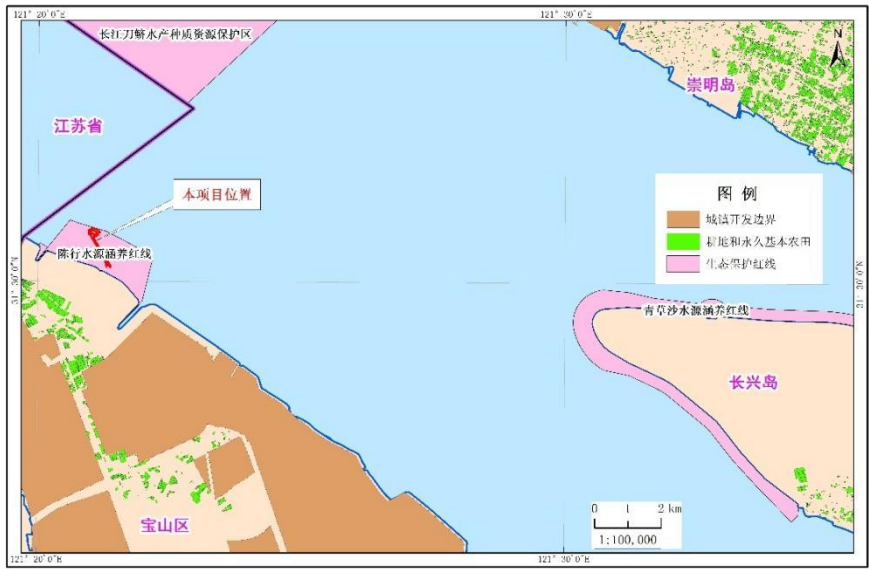 121° 20′ 0″E
121° 30′ 0″E
长江刀鲚水产种质资源保护区
N
崇明岛
江苏省
本项目位置
图 例
城镇开发边界
耕地和永久基本农田
生态保护红线
陈行水源涵养红线
31° 30′ 0″N
31° 30′ 0″N
青草沙水源涵养红线
长兴岛
宝山区
0 1 2 km
1:100,000
121° 20′ 0″E
121° 30′ 0″E